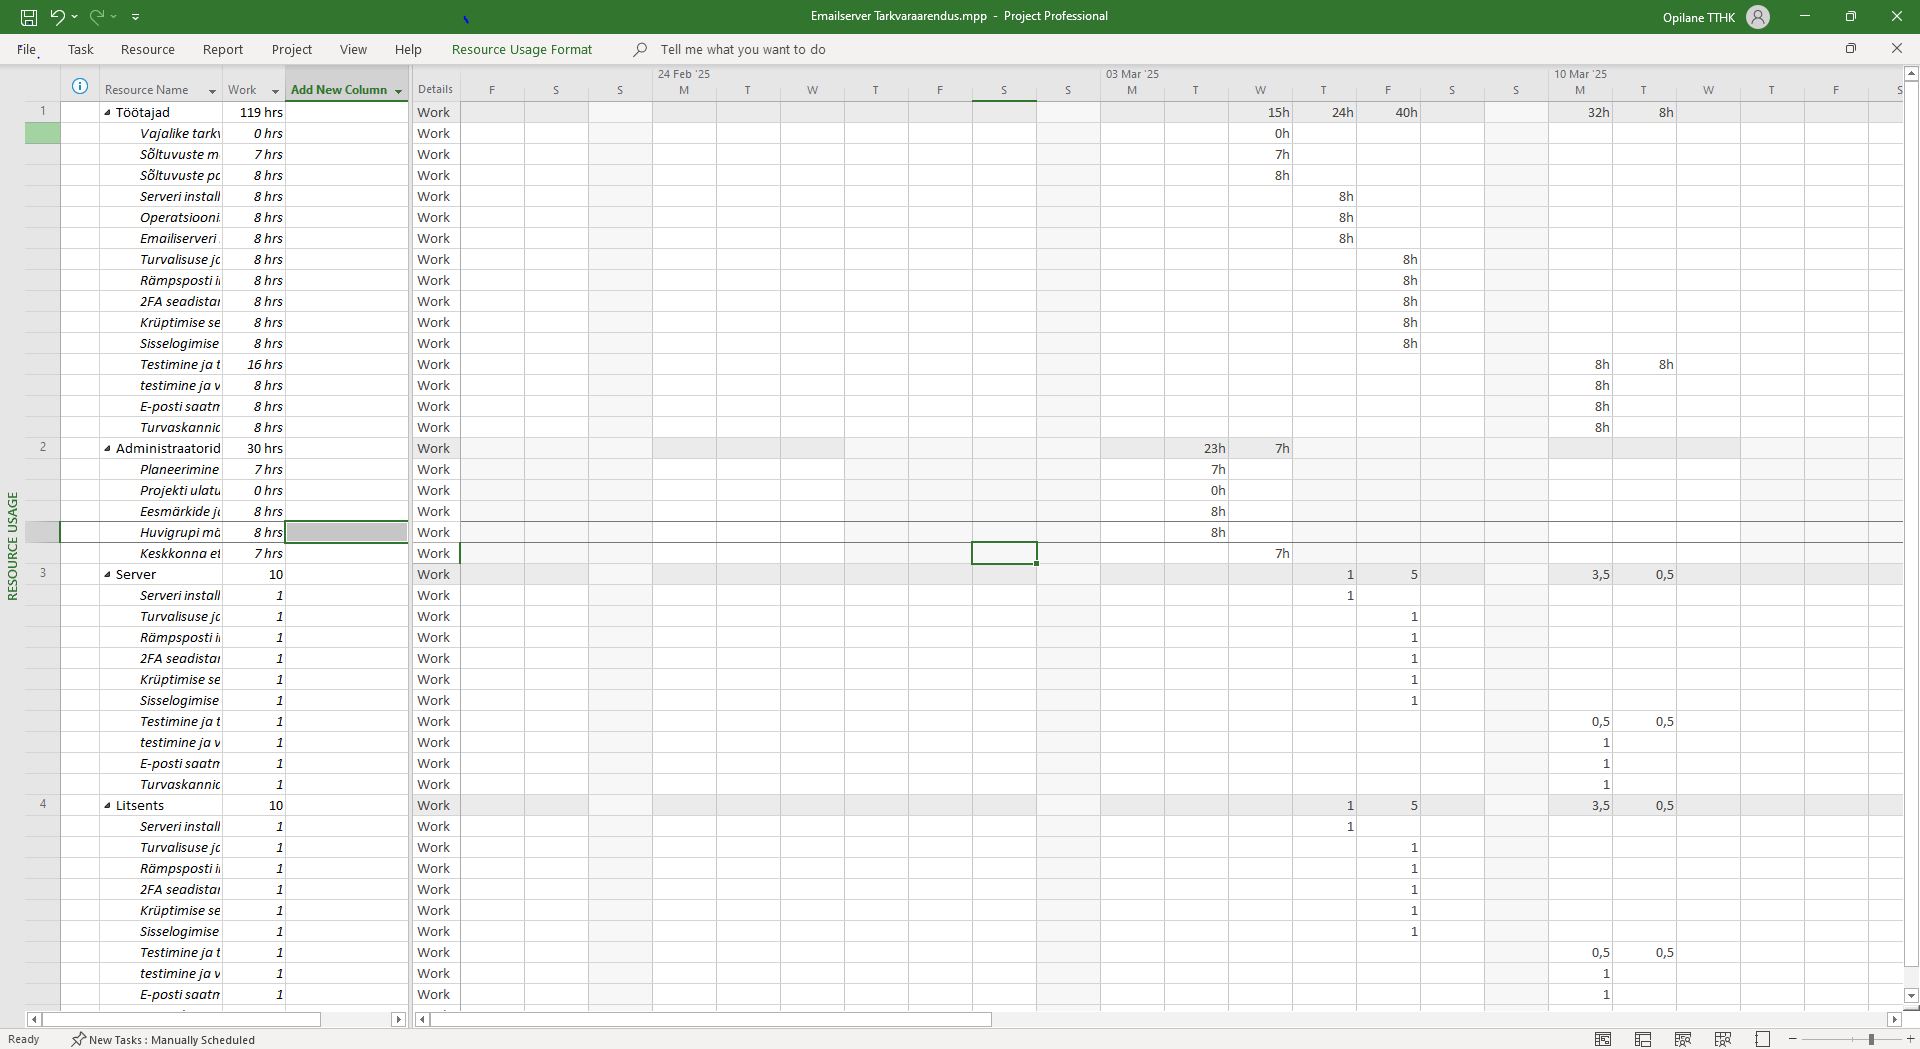 Emailserver Tarkvaraarendus.mpp - Project Professional
Opilane TTHK
File Task Resource Report Project View Help Resource Usage Format Tell me what you want to do
24 Feb '25 03 Mar '25 10 Mar '25
Resource Name Work Add New Column Details F S S M T W T F S S M T W T F S S M T W T F S
1 Töötajad 119 hrs Work 15h 24h 40h 32h 8h
Vajalike tarkv 0 hrs Work 0h
Sõltuvuste m 7 hrs Work 7h
Sõltuvuste pa 8 hrs Work 8h
Serveri install 8 hrs Work 8h
Operatsiooni 8 hrs Work 8h
Emailiserveri 8 hrs Work 8h
Turvalisuse ja 8 hrs Work 8h
Rämpsposti 8 hrs Work 8h
2FA seadistar 8 hrs Work 8h
Krüptimise se 8 hrs Work 8h
Sisselogimise 8 hrs Work 8h
Testimine ja t 16 hrs Work 8h 8h
testimine ja v 8 hrs Work 8h
E-posti saatm 8 hrs Work 8h
Turvaskannic 8 hrs Work 8h
2 Administraatorid 30 hrs Work 23h 7h
Planeerimine 7 hrs Work 7h
Projekti ulatu 0 hrs Work 0h
Eesmärkide ja 8 hrs Work 8h
Huvigrupi mä 8 hrs Work 8h
Keskkonna et 7 hrs Work 7h
3 Server 10 Work 1 5 3,5 0,5
Serveri install 1 Work 1
Turvalisuse ja 1 Work 1
Rämpsposti 1 Work 1
2FA seadistar 1 Work 1
Krüptimise se 1 Work 1
Sisselogimise 1 Work 1
Testimine ja t 1 Work 0,5 0,5
testimine ja v 1 Work 1
E-posti saatm 1 Work 1
Turvaskannic 1 Work 1
4 Litsents 10 Work 1 5 3,5 0,5
Serveri install 1 Work 1
Turvalisuse ja 1 Work 1
Rämpsposti 1 Work 1
2FA seadistar 1 Work 1
Krüptimise se 1 Work 1
Sisselogimise 1 Work 1
Testimine ja t 1 Work 0,5 0,5
testimine ja v 1 Work 1
E-posti saatm 1 Work 1
RESOURCE USAGE
Ready New Tasks : Manually Scheduled